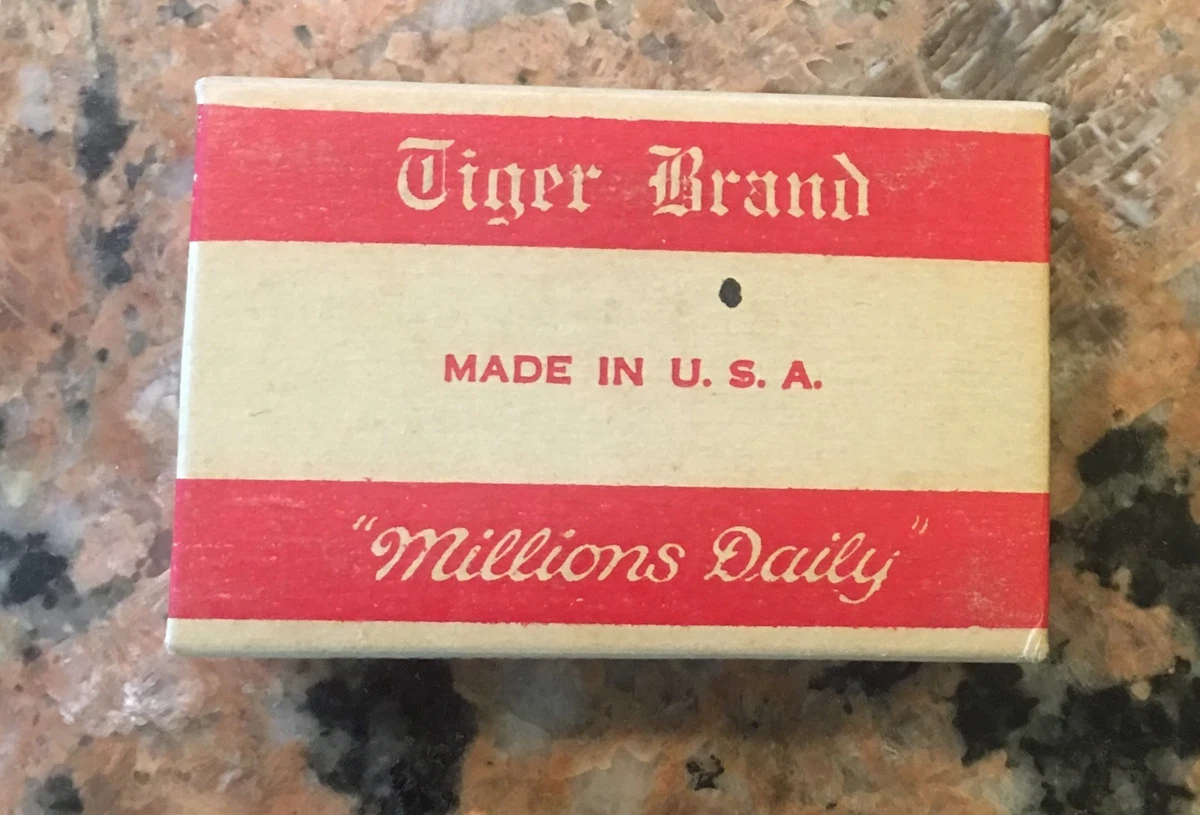 Tiger Brand
MADE IN U. S. A.
"Millions Daily"